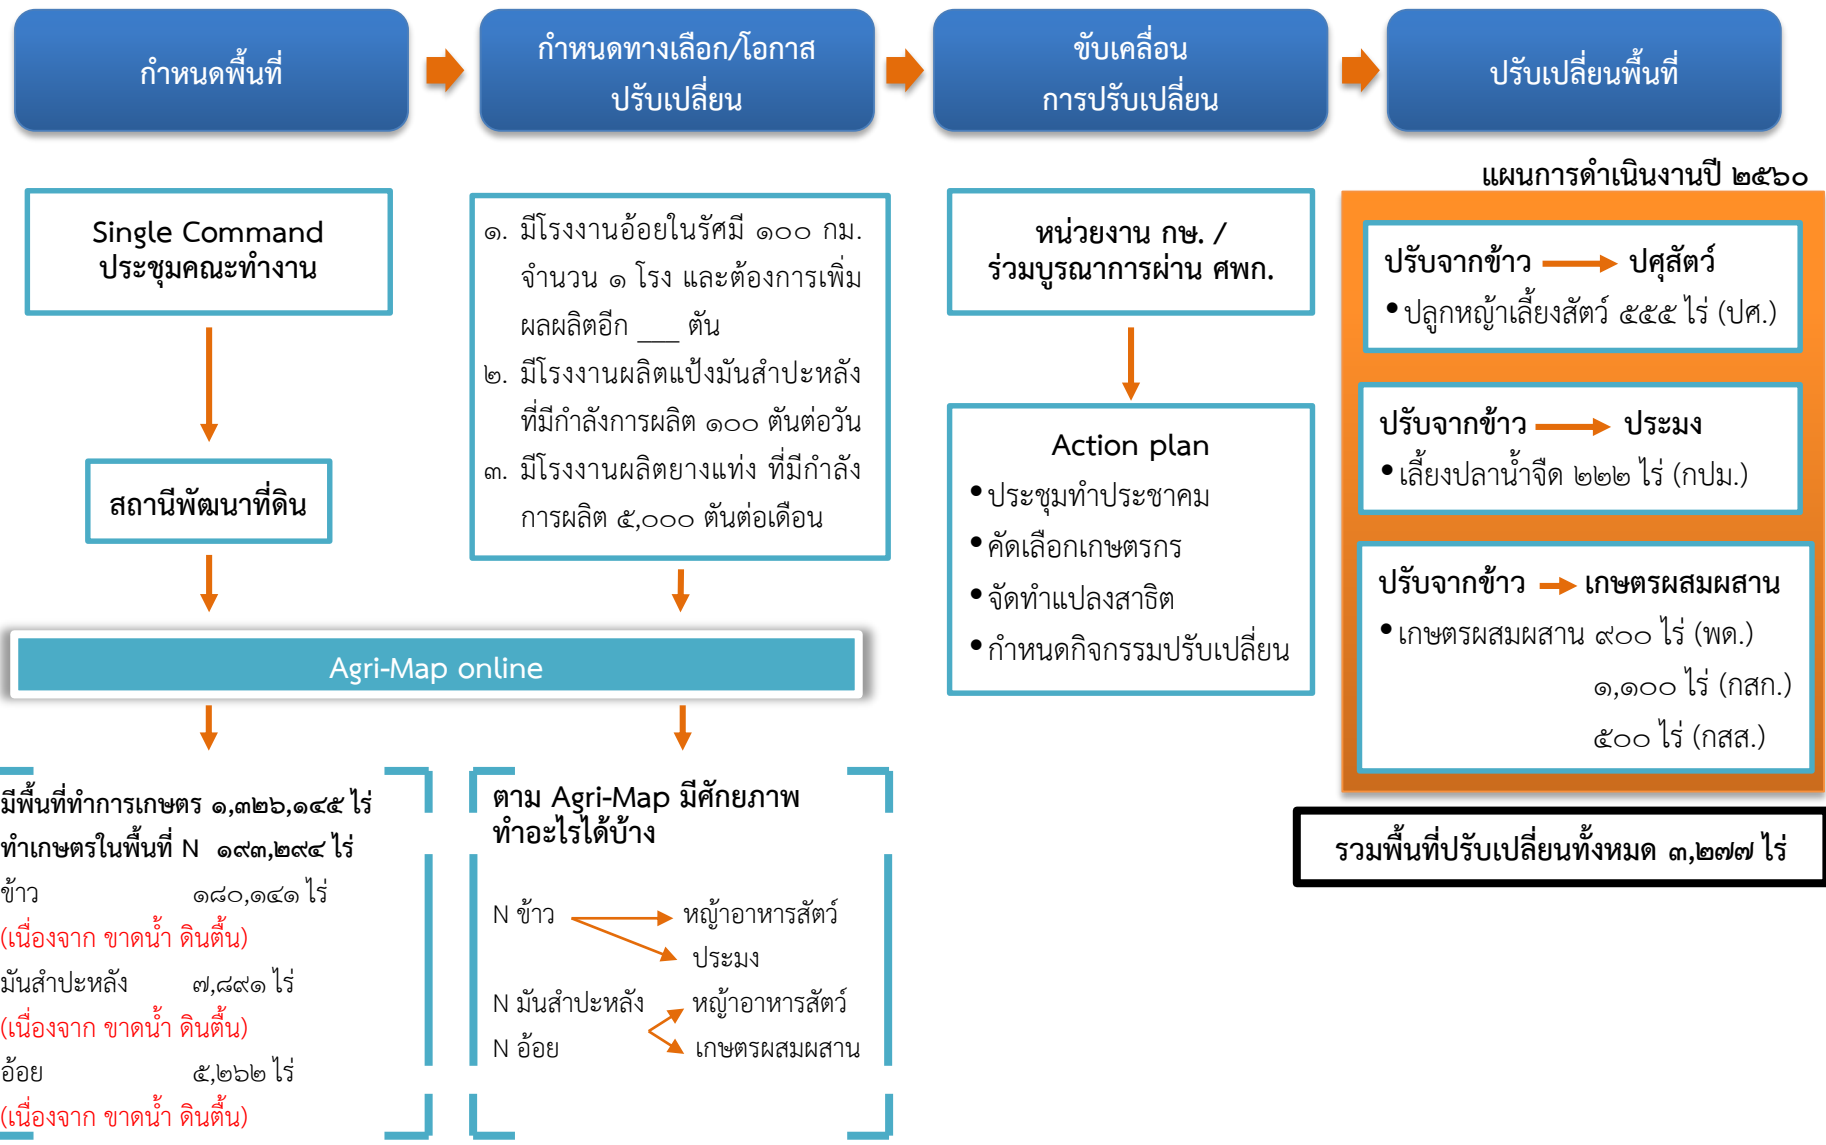 กำหนดพื้นที่
กำหนดทางเลือก/โอกาส
ปรับเปลี่ยน
ขับเคลื่อน
การปรับเปลี่ยน
ปรับเปลี่ยนพื้นที่
Single Command
ประชุมคณะทำงาน
สถานีพัฒนาที่ดิน
๑. มีโรงงานอ้อยในรัศมี ๑๐๐ กม.
จำนวน ๑ โรง และต้องการเพิ่ม
ผลผลิตอีก ___ ตัน
๒. มีโรงงานผลิตแป้งมันสำปะหลัง
ที่มีกำลังการผลิต ๑๐๐ ตันต่อวัน
๓. มีโรงงานผลิตยางแท่ง ที่มีกำลัง
การผลิต ๕,๐๐๐ ตันต่อเดือน
Agri-Map online
มีพื้นที่ทำการเกษตร ๑,๓๒๖,๑๔๕ ไร่
ทำเกษตรในพื้นที่ N ๑๙๓,๒๙๔ ไร่
ข้าว ๑๘๐,๑๔๑ ไร่
(เนื่องจาก ขาดน้ำ ดินตื้น)
มันสำปะหลัง ๗,๘๙๑ ไร่
(เนื่องจาก ขาดน้ำ ดินตื้น)
อ้อย ๕,๒๖๒ ไร่
(เนื่องจาก ขาดน้ำ ดินตื้น)
ตาม Agri-Map มีศักยภาพ
ทำอะไรได้บ้าง
N ข้าว หญ้าอาหารสัตว์
ประมง
N มันสำปะหลัง หญ้าอาหารสัตว์
N อ้อย เกษตรผสมผสาน
หน่วยงาน กษ. /
ร่วมบูรณาการผ่าน ศพก.
Action plan
•ประชุมทำประชาคม
•คัดเลือกเกษตรกร
•จัดทำแปลงสาธิต
•กำหนดกิจกรรมปรับเปลี่ยน
แผนการดำเนินงานปี ๒๕๖๐
ปรับจากข้าว ปศุสัตว์
•ปลูกหญ้าเลี้ยงสัตว์ ๕๕๕ ไร่ (ปศ.)
ปรับจากข้าว ประมง
•เลี้ยงปลาน้ำจืด ๒๒๒ ไร่ (กปม.)
ปรับจากข้าว เกษตรผสมผสาน
•เกษตรผสมผสาน ๙๐๐ ไร่ (พด.)
๑,๑๐๐ ไร่ (กสก.)
๕๐๐ ไร่ (กสส.)
รวมพื้นที่ปรับเปลี่ยนทั้งหมด ๓,๒๗๗ ไร่